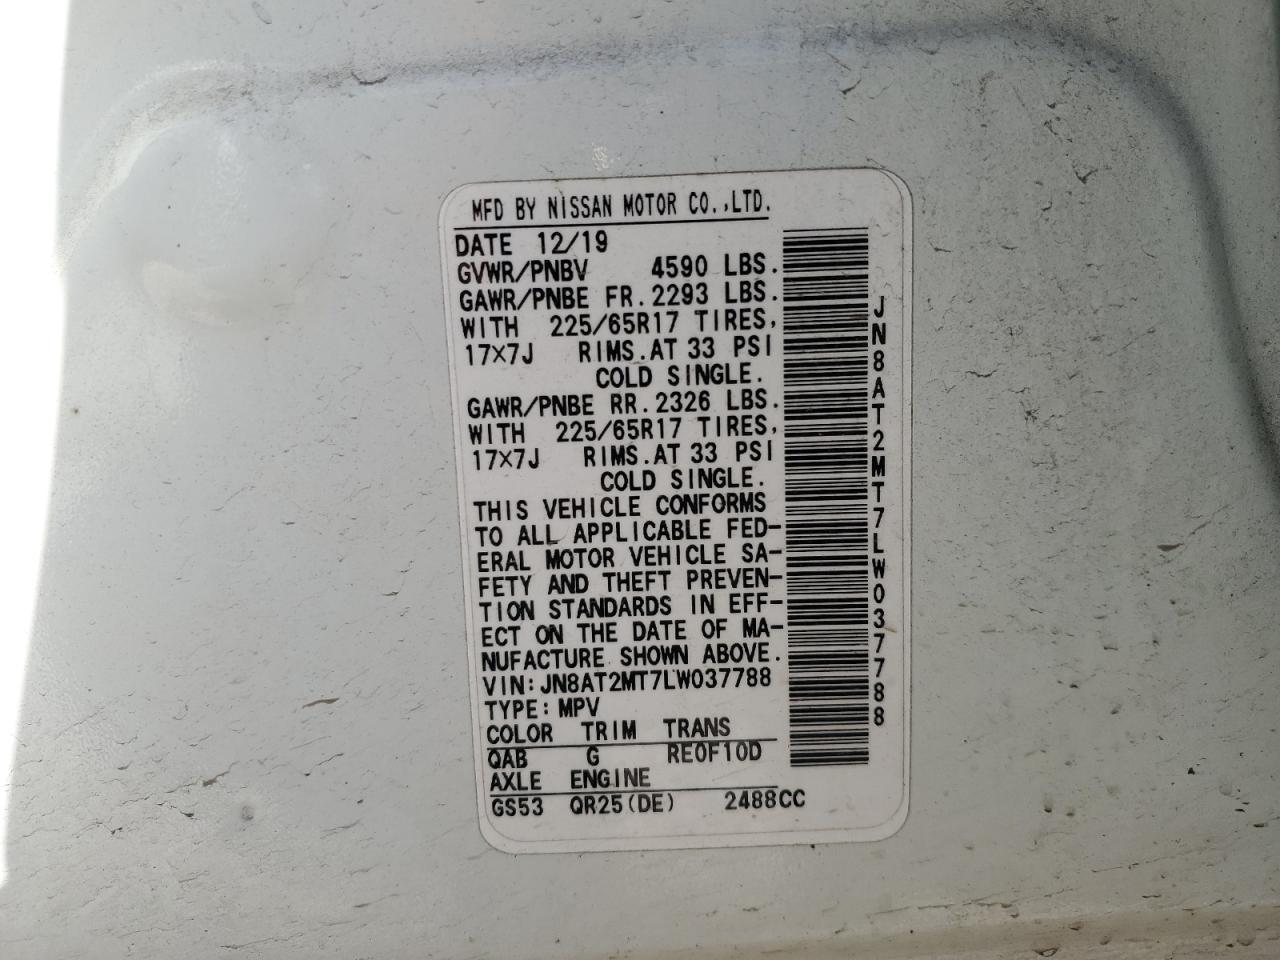 MFD BY NISSAN MOTOR CO.,LTD.
DATE 12/19
GVWR/PNBV 4590 LBS.
GAWR/PNBE FR.2293 LBS.
WITH 225/65R17 TIRES,
17X7J RIMS.AT 33 PSI
COLD SINGLE.
GAWR/PNBE RR.2326 LBS.
WITH 225/65R17 TIRES,
17X7J RIMS.AT 33 PSI
COLD SINGLE.
THIS VEHICLE CONFORMS
TO ALL APPLICABLE FED-
ERAL MOTOR VEHICLE SA-
FETY AND THEFT PREVEN-
TION STANDARDS IN EFF-
ECT ON THE DATE OF MA-
NUFACTURE SHOWN ABOVE.
VIN:JN8AT2MT7LW037788
TYPE:MPV
COLOR TRIM TRANS
QAB G RE0F10D
AXLE ENGINE
GS53 QR25(DE) 2488CC
JN8AT2MT7LW037788